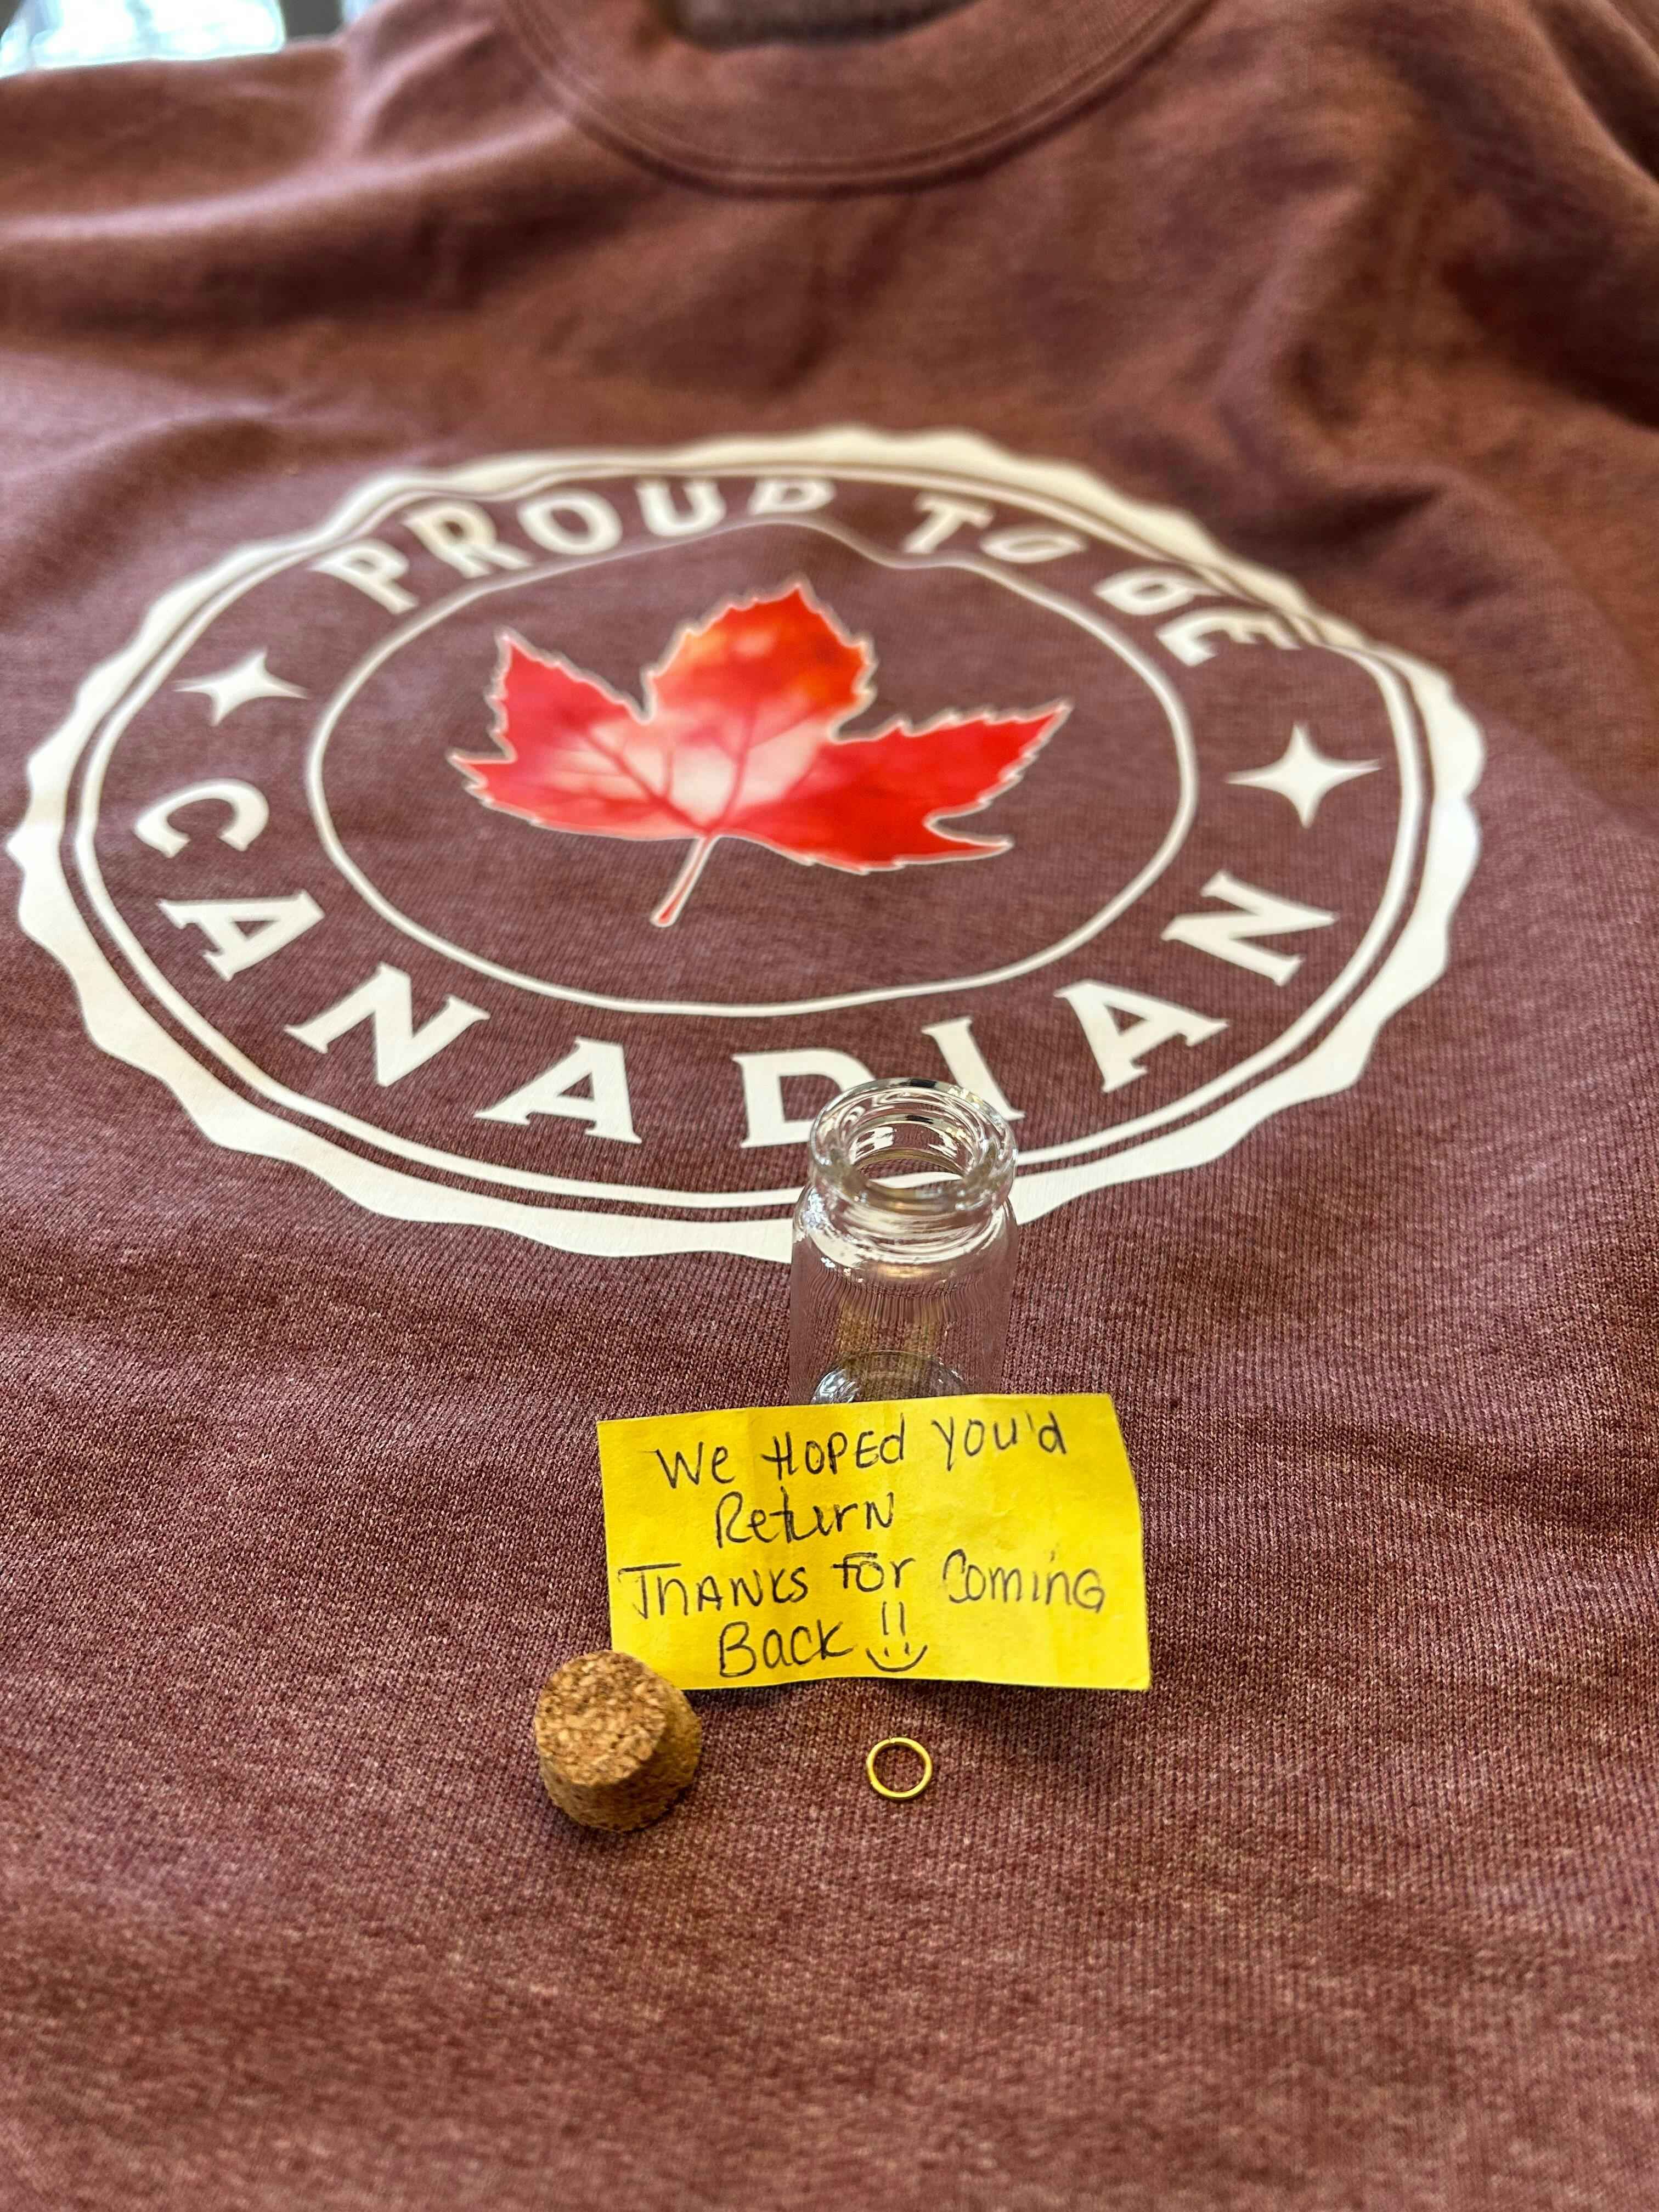 PROUD TO BE
CANADIAN
We HOPEd you'd
Return
THANKS for Coming
Back !!